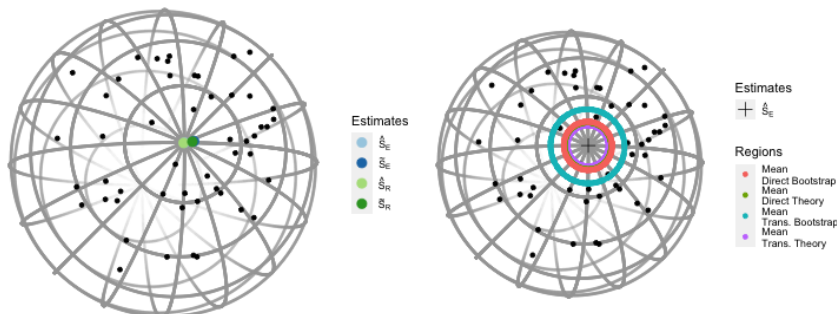 Estimates
Ŝ_E
S̃_E
Ŝ_R
S̃_R
Estimates
Ŝ_E
Regions
Mean
Direct Bootstrap
Mean
Direct Theory
Mean
Trans. Bootstrap
Mean
Trans. Theory